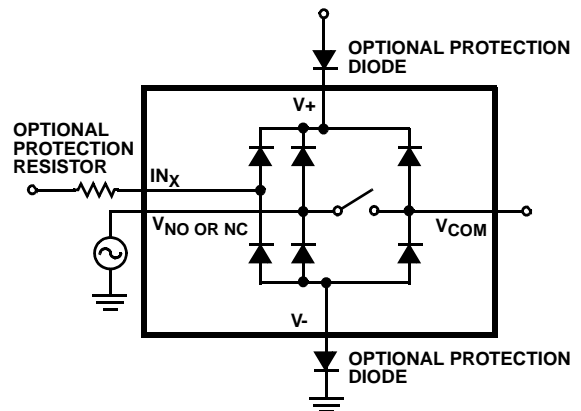 OPTIONAL PROTECTION
DIODE
V+
OPTIONAL
PROTECTION
RESISTOR
INX
VNO OR NC
VCOM
V-
OPTIONAL PROTECTION
DIODE